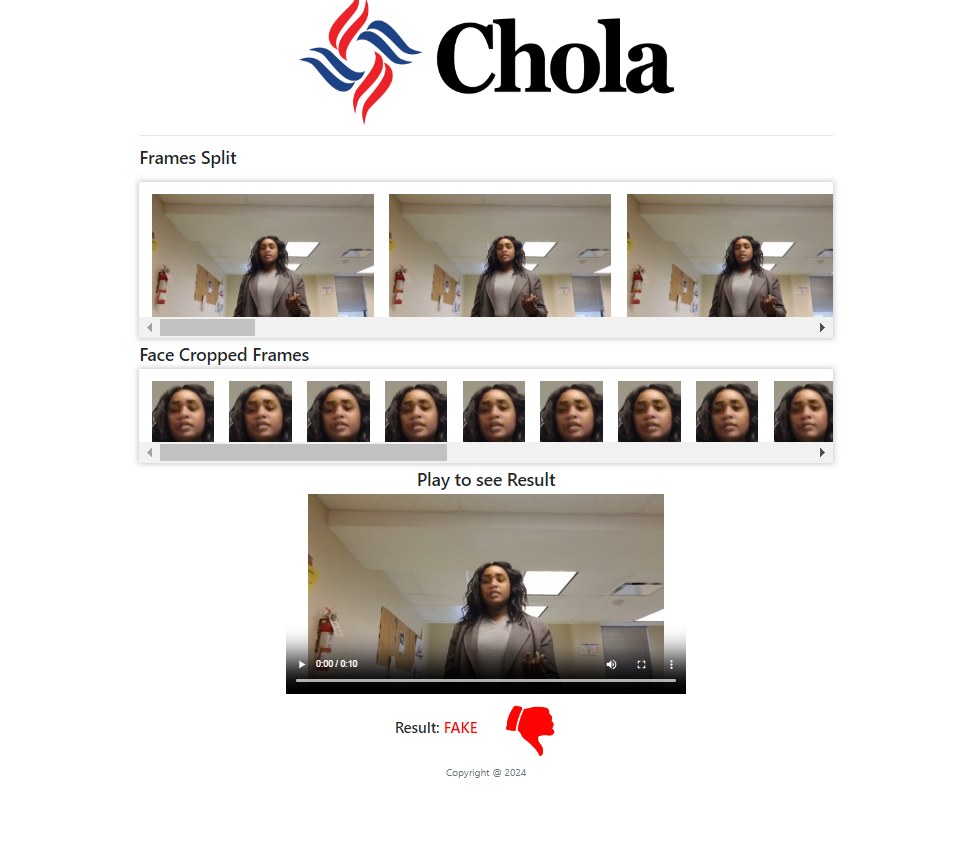 Chola
Frames Split
Face Cropped Frames
Play to see Result
0:00 / 0:10
Result: FAKE
Copyright @ 2024